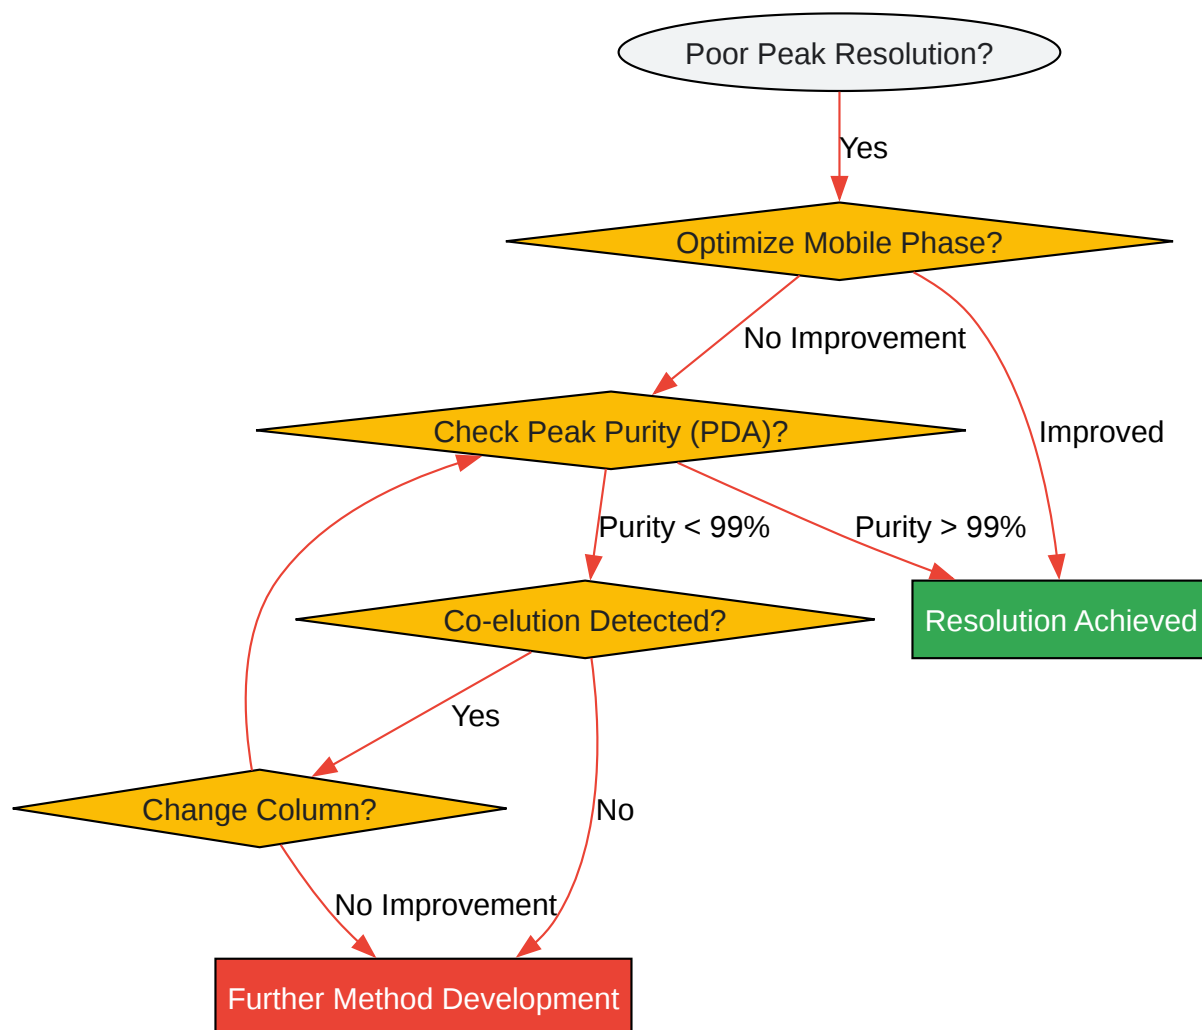 Poor Peak Resolution?
Yes
Optimize Mobile Phase?
No Improvement
Check Peak Purity (PDA)?
Improved
Purity < 99%
Purity > 99%
Co-elution Detected?
Resolution Achieved
Yes
Change Column?
No
No Improvement
Further Method Development